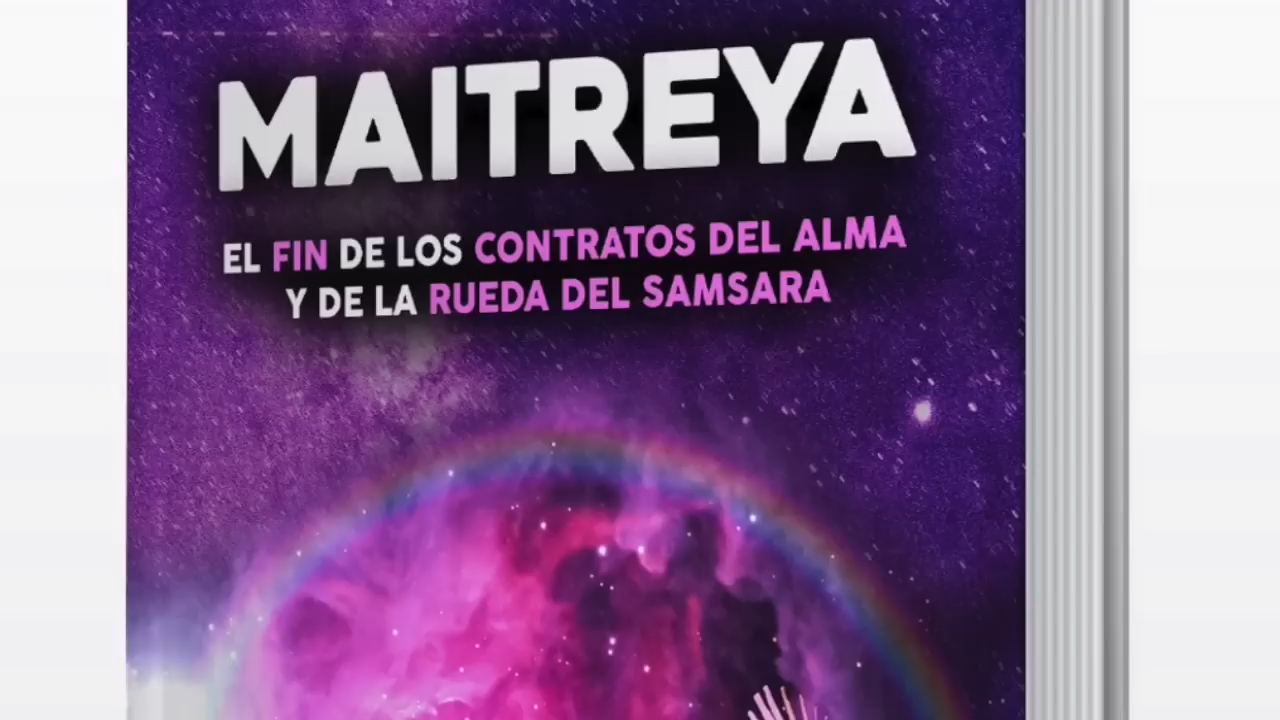 MAITREYA
EL FIN DE LOS CONTRATOS DEL ALMA
Y DE LA RUEDA DEL SAMSARA